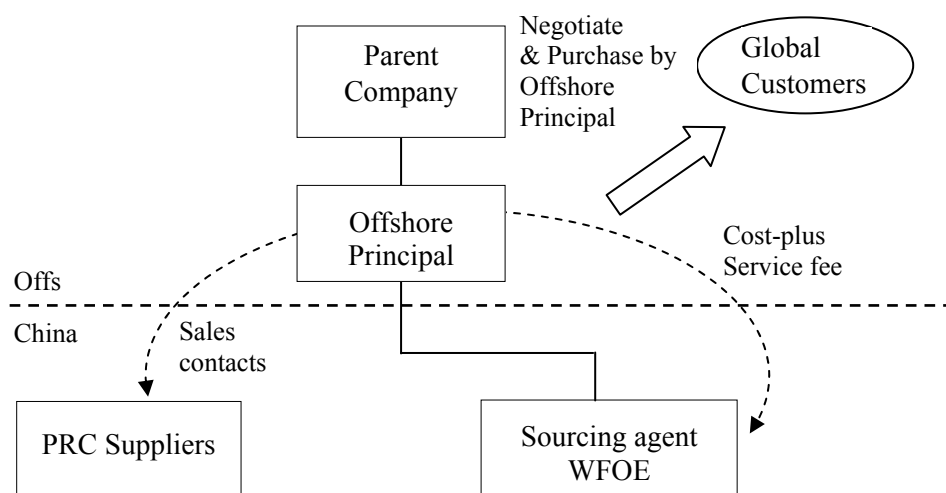 Parent
Company
Negotiate
& Purchase by
Offshore
Principal
Global
Customers
Offshore
Principal
Cost-plus
Service fee
Offs
China
Sales
contacts
PRC Suppliers
Sourcing agent
WFOE